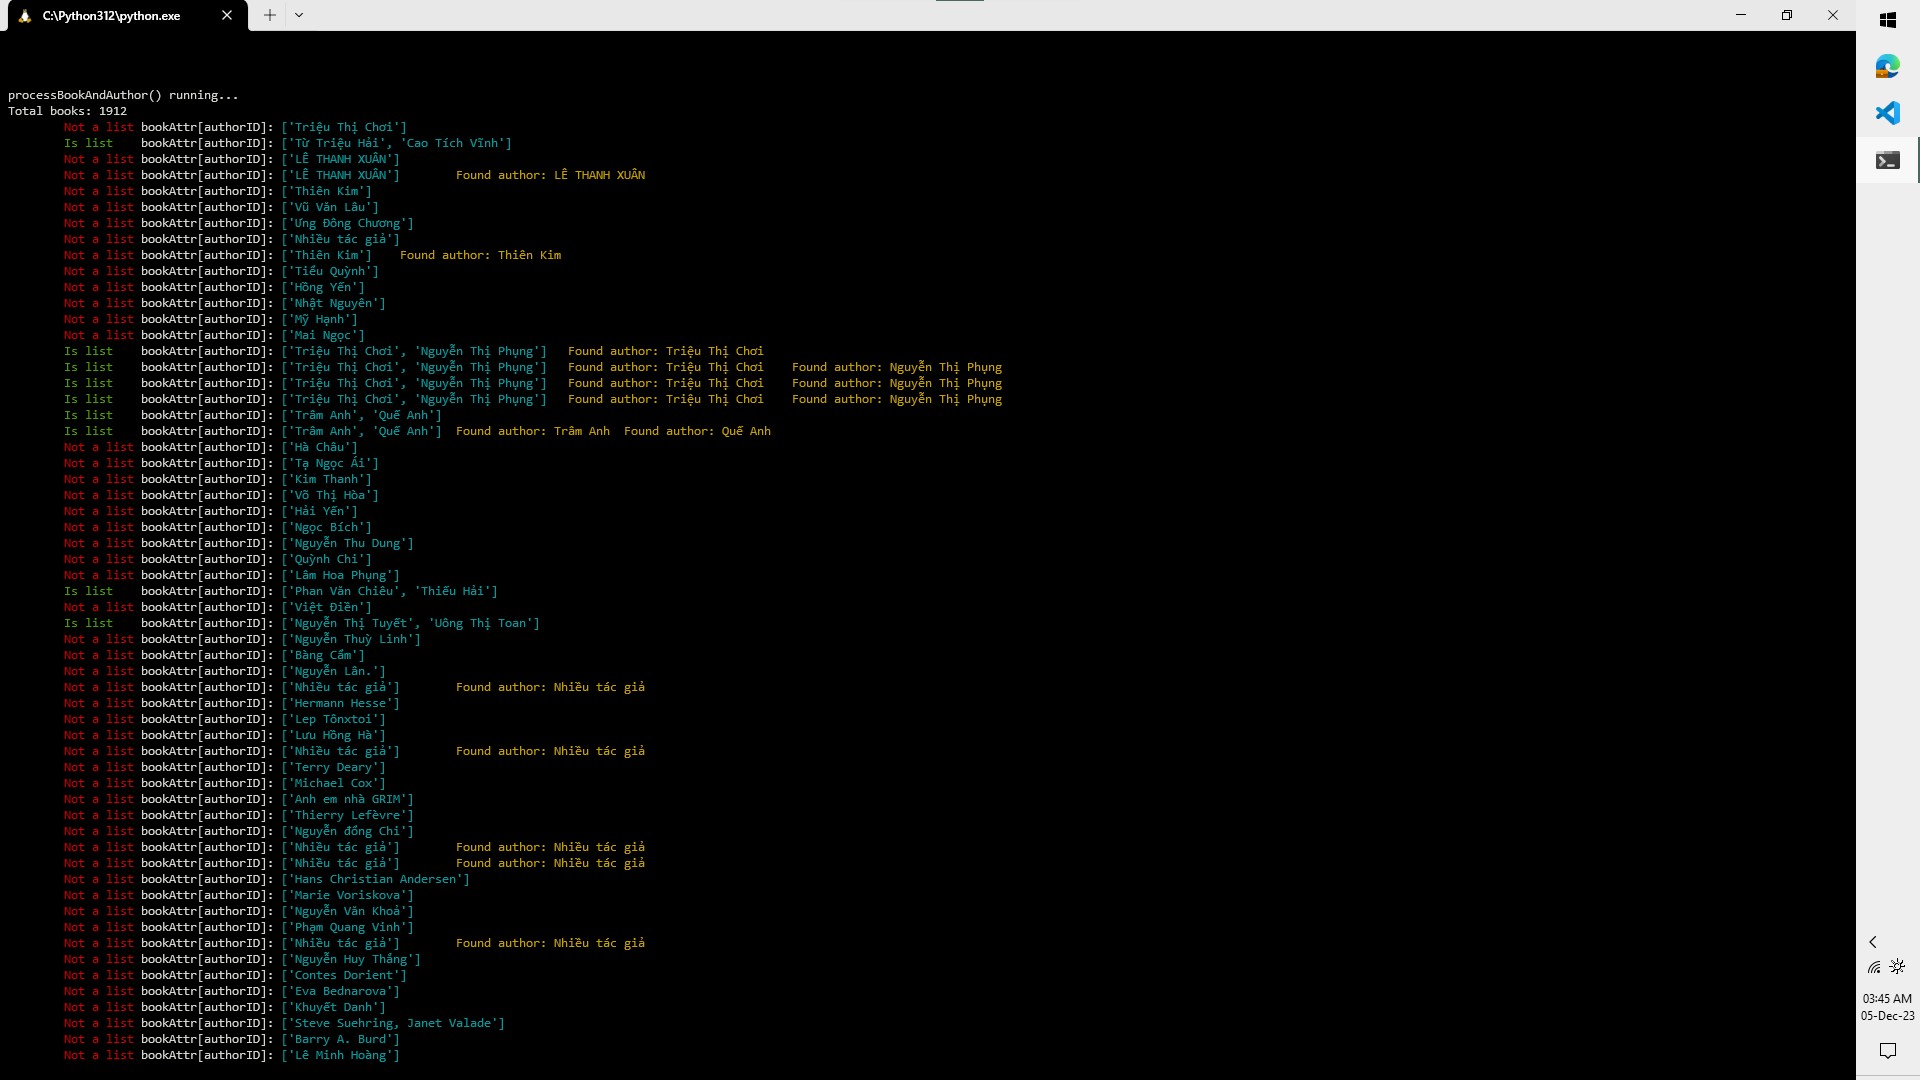 C:\Python312\python.exe
processBookAndAuthor() running...
Total books: 1912
Not a list bookAttr[authorID]: ['Triệu Thị Chơi']
Is list bookAttr[authorID]: ['Từ Triệu Hải', 'Cao Tích Vĩnh']
Not a list bookAttr[authorID]: ['LÊ THANH XUÂN']
Not a list bookAttr[authorID]: ['LÊ THANH XUÂN'] Found author: LÊ THANH XUÂN
Not a list bookAttr[authorID]: ['Thiên Kim']
Not a list bookAttr[authorID]: ['Vũ Văn Lâu']
Not a list bookAttr[authorID]: ['Ưng Đông Chương']
Not a list bookAttr[authorID]: ['Nhiều tác giả']
Not a list bookAttr[authorID]: ['Thiên Kim'] Found author: Thiên Kim
Not a list bookAttr[authorID]: ['Tiểu Quỳnh']
Not a list bookAttr[authorID]: ['Hồng Yến']
Not a list bookAttr[authorID]: ['Nhật Nguyên']
Not a list bookAttr[authorID]: ['Mỹ Hạnh']
Not a list bookAttr[authorID]: ['Mai Ngọc']
Is list bookAttr[authorID]: ['Triệu Thị Chơi', 'Nguyễn Thị Phụng'] Found author: Triệu Thị Chơi
Is list bookAttr[authorID]: ['Triệu Thị Chơi', 'Nguyễn Thị Phụng'] Found author: Triệu Thị Chơi Found author: Nguyễn Thị Phụng
Is list bookAttr[authorID]: ['Triệu Thị Chơi', 'Nguyễn Thị Phụng'] Found author: Triệu Thị Chơi Found author: Nguyễn Thị Phụng
Is list bookAttr[authorID]: ['Triệu Thị Chơi', 'Nguyễn Thị Phụng'] Found author: Triệu Thị Chơi Found author: Nguyễn Thị Phụng
Is list bookAttr[authorID]: ['Trâm Anh', 'Quế Anh']
Is list bookAttr[authorID]: ['Trâm Anh', 'Quế Anh'] Found author: Trâm Anh Found author: Quế Anh
Not a list bookAttr[authorID]: ['Hà Châu']
Not a list bookAttr[authorID]: ['Tạ Ngọc Ái']
Not a list bookAttr[authorID]: ['Kim Thanh']
Not a list bookAttr[authorID]: ['Võ Thị Hòa']
Not a list bookAttr[authorID]: ['Hải Yến']
Not a list bookAttr[authorID]: ['Ngọc Bích']
Not a list bookAttr[authorID]: ['Nguyễn Thu Dung']
Not a list bookAttr[authorID]: ['Quỳnh Chi']
Not a list bookAttr[authorID]: ['Lâm Hoa Phụng']
Is list bookAttr[authorID]: ['Phan Văn Chiêu', 'Thiếu Hải']
Not a list bookAttr[authorID]: ['Việt Điền']
Is list bookAttr[authorID]: ['Nguyễn Thị Tuyết', 'Uông Thị Toan']
Not a list bookAttr[authorID]: ['Nguyễn Thuỳ Linh']
Not a list bookAttr[authorID]: ['Bàng Cẩm']
Not a list bookAttr[authorID]: ['Nguyễn Lân.']
Not a list bookAttr[authorID]: ['Nhiều tác giả'] Found author: Nhiều tác giả
Not a list bookAttr[authorID]: ['Hermann Hesse']
Not a list bookAttr[authorID]: ['Lep Tônxtoi']
Not a list bookAttr[authorID]: ['Lưu Hồng Hà']
Not a list bookAttr[authorID]: ['Nhiều tác giả'] Found author: Nhiều tác giả
Not a list bookAttr[authorID]: ['Terry Deary']
Not a list bookAttr[authorID]: ['Michael Cox']
Not a list bookAttr[authorID]: ['Anh em nhà GRIM']
Not a list bookAttr[authorID]: ['Thierry Lefèvre']
Not a list bookAttr[authorID]: ['Nguyễn đổng Chi']
Not a list bookAttr[authorID]: ['Nhiều tác giả'] Found author: Nhiều tác giả
Not a list bookAttr[authorID]: ['Nhiều tác giả'] Found author: Nhiều tác giả
Not a list bookAttr[authorID]: ['Hans Christian Andersen']
Not a list bookAttr[authorID]: ['Marie Voriskova']
Not a list bookAttr[authorID]: ['Nguyễn Văn Khoả']
Not a list bookAttr[authorID]: ['Phạm Quang Vinh']
Not a list bookAttr[authorID]: ['Nhiều tác giả'] Found author: Nhiều tác giả
Not a list bookAttr[authorID]: ['Nguyễn Huy Thắng']
Not a list bookAttr[authorID]: ['Contes Dorient']
Not a list bookAttr[authorID]: ['Eva Bednarova']
Not a list bookAttr[authorID]: ['Khuyết Danh']
Not a list bookAttr[authorID]: ['Steve Suehring, Janet Valade']
Not a list bookAttr[authorID]: ['Barry A. Burd']
Not a list bookAttr[authorID]: ['Lê Minh Hoàng']
03:45 AM
05-Dec-23